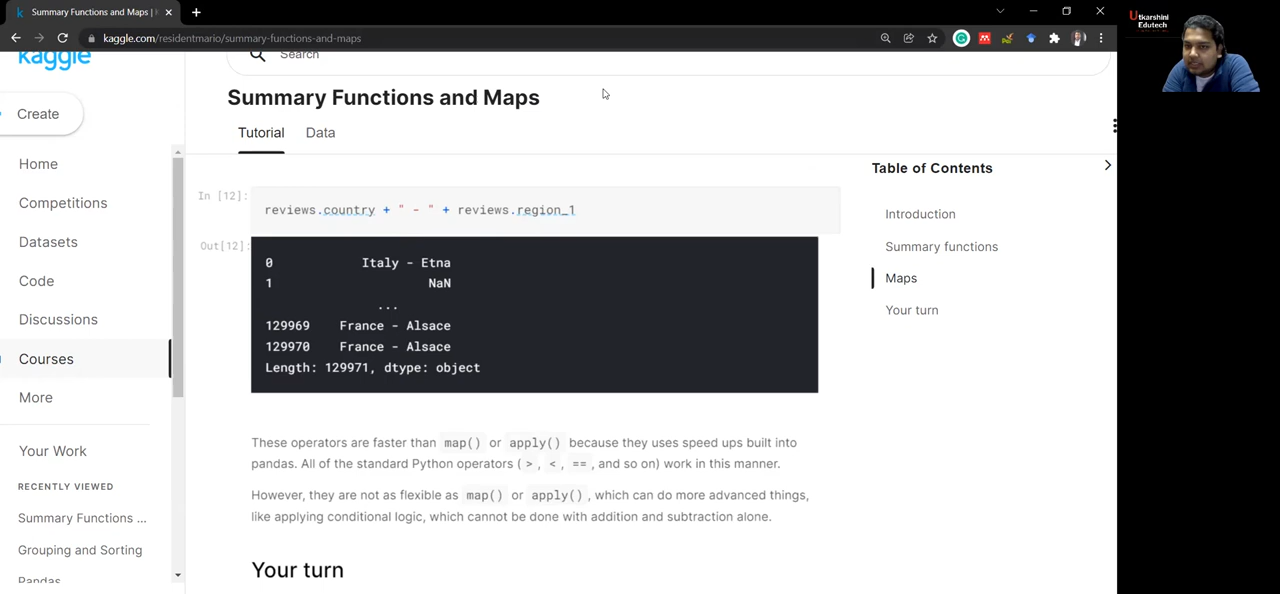 Summary Functions and Maps |
kaggle.com/residentmario/summary-functions-and-maps
Utkarshini
Edutech
kaggle
Search
Create
Summary Functions and Maps
Tutorial Data
Home
Competitions
Datasets
Code
Discussions
Courses
More
Your Work
RECENTLY VIEWED
Summary Functions ...
Grouping and Sorting
Pandas
In [12]:
reviews.country + " - " + reviews.region_1
Out[12]:
0 Italy - Etna
1 NaN
...
129969 France - Alsace
129970 France - Alsace
Length: 129971, dtype: object
These operators are faster than map() or apply() because they uses speed ups built into
pandas. All of the standard Python operators ( > , < , == , and so on) work in this manner.
However, they are not as flexible as map() or apply() , which can do more advanced things,
like applying conditional logic, which cannot be done with addition and subtraction alone.
Your turn
Table of Contents
Introduction
Summary functions
Maps
Your turn